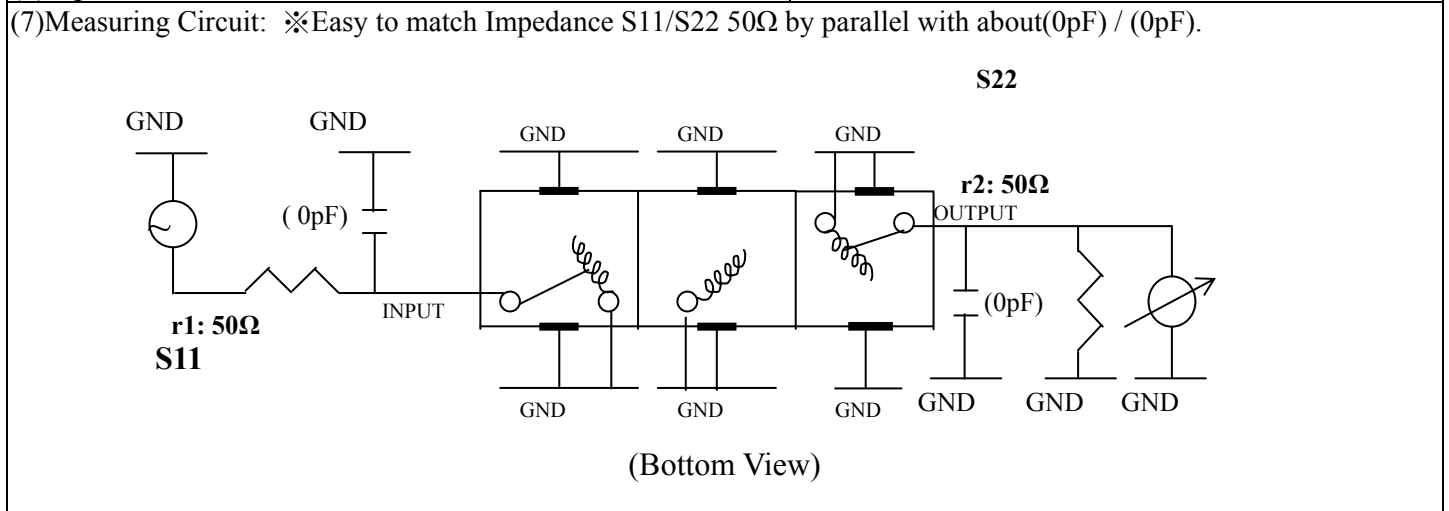 (7)Measuring Circuit: ※Easy to match Impedance S11/S22 50Ω by parallel with about(0pF) / (0pF).
S22
GND GND GND GND GND
r2: 50Ω
( 0pF)
OUTPUT
INPUT
(0pF)
r1: 50Ω
S11
GND GND GND GND GND GND
(Bottom View)